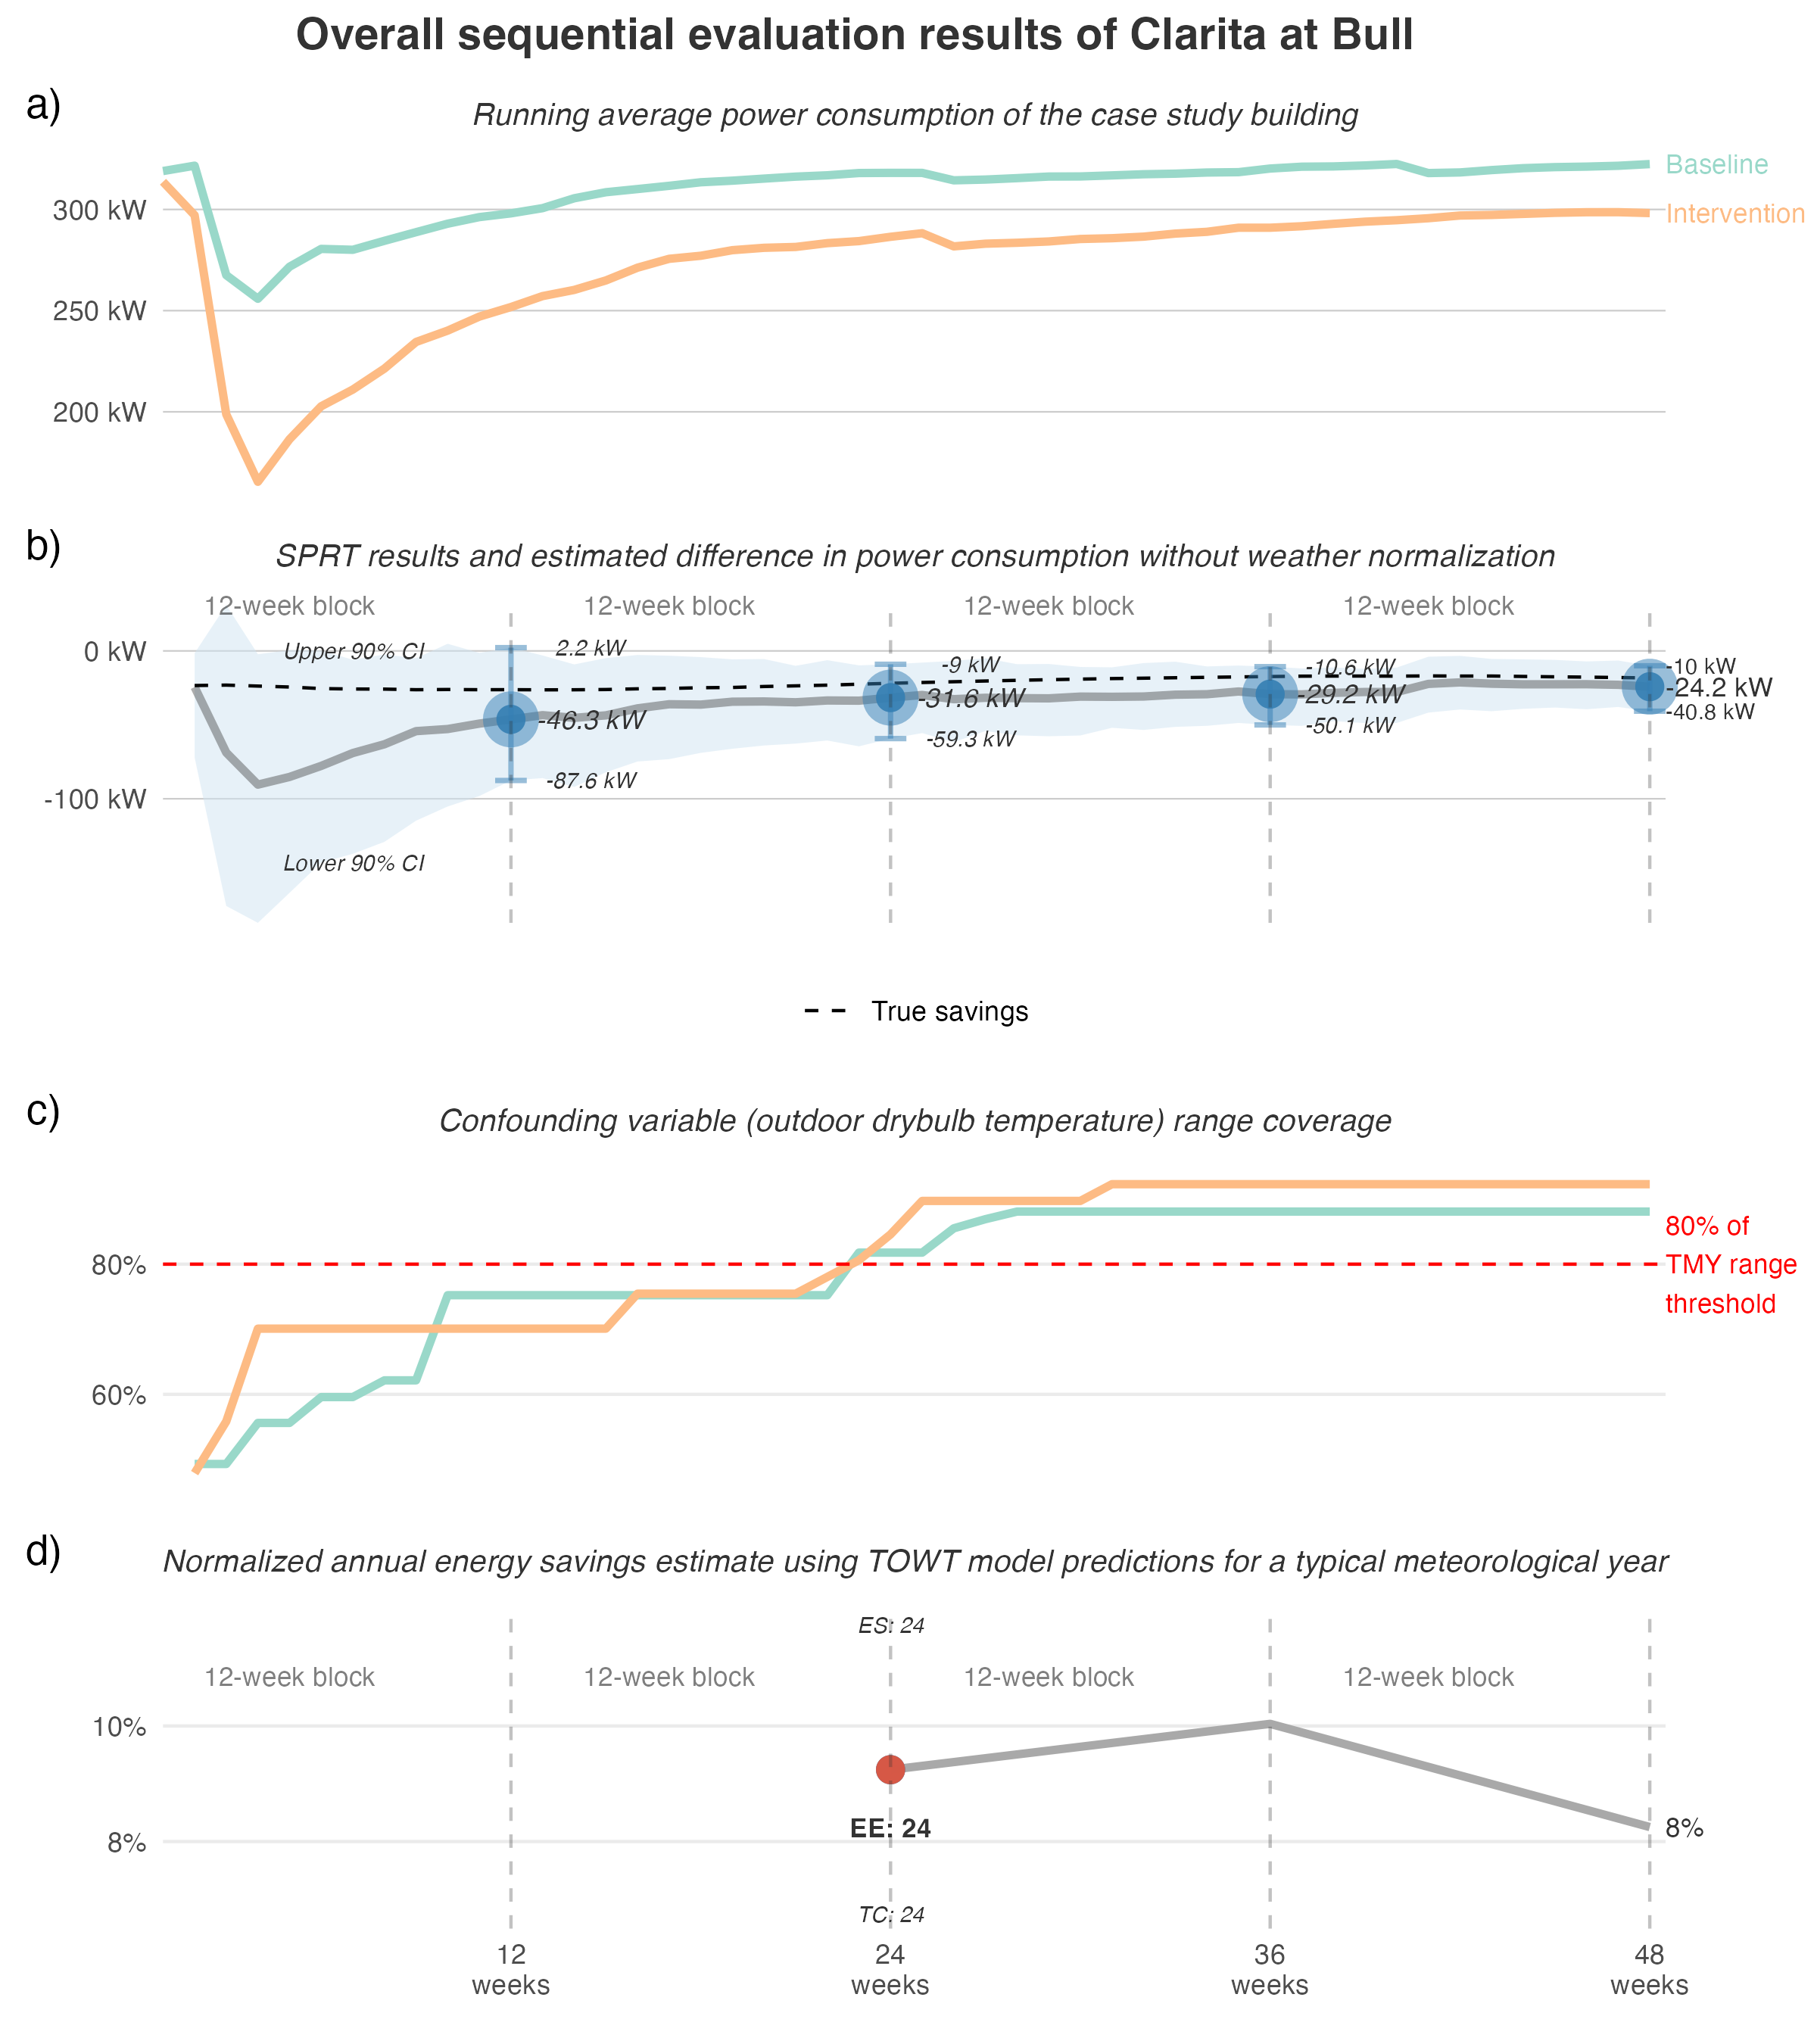 Overall sequential evaluation results of Clarita at Bull
a)
Running average power consumption of the case study building
Baseline
300 kW
Intervention
250 kW
200 kW
b)
SPRT results and estimated difference in power consumption without weather normalization
12-week block 12-week block 12-week block 12-week block
0 kW
Upper 90% CI
2.2 kW
-9 kW
-10.6 kW
-10 kW
-46.3 kW
-31.6 kW
-29.2 kW
-24.2 kW
-87.6 kW
-59.3 kW
-50.1 kW
-40.8 kW
-100 kW
Lower 90% CI
True savings
c)
Confounding variable (outdoor drybulb temperature) range coverage
80%
80% of
TMY range
threshold
60%
d)
Normalized annual energy savings estimate using TOWT model predictions for a typical meteorological year
ES: 24
12-week block 12-week block 12-week block 12-week block
10%
EE: 24
8%
8%
TC: 24
12
weeks
24
weeks
36
weeks
48
weeks